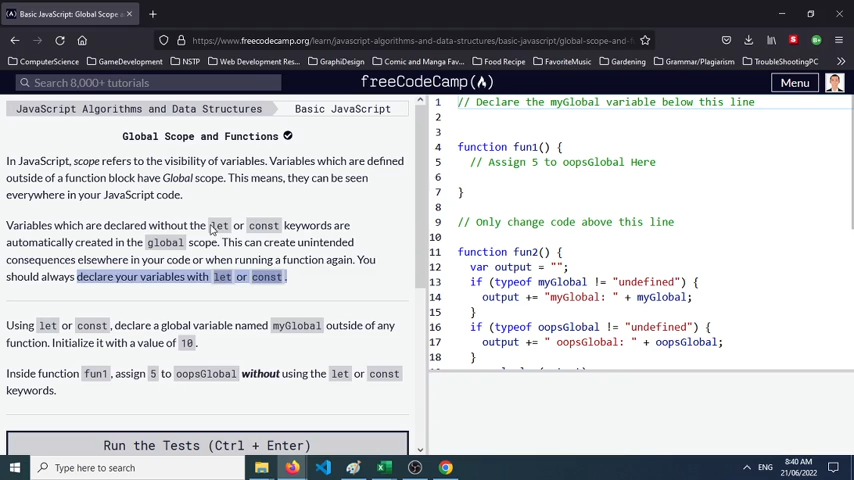 Basic JavaScript: Global Scope a
https://www.freecodecamp.org/learn/javascript-algorithms-and-data-structures/basic-javascript/global-scope-and-f
ComputerScience GameDevelopment NSTP Web Development Res... GraphiDesign Comic and Manga Fav... Food Recipe FavoriteMusic Gardening Grammar/Plagiarism TroubleShootingPC
Search 8,000+ tutorials freeCodeCamp Menu
JavaScript Algorithms and Data Structures Basic JavaScript
Global Scope and Functions
In JavaScript, scope refers to the visibility of variables. Variables which are defined
outside of a function block have Global scope. This means, they can be seen
everywhere in your JavaScript code.
Variables which are declared without the let or const keywords are
automatically created in the global scope. This can create unintended
consequences elsewhere in your code or when running a function again. You
should always declare your variables with let or const.
Using let or const, declare a global variable named myGlobal outside of any
function. Initialize it with a value of 10.
Inside function fun1, assign 5 to oopsGlobal without using the let or const
keywords.
Run the Tests (Ctrl + Enter)
1 // Declare the myGlobal variable below this line
2
3
4 function fun1() {
5 // Assign 5 to oopsGlobal Here
6
7 }
8
9 // Only change code above this line
10
11 function fun2() {
12 var output = "";
13 if (typeof myGlobal != "undefined") {
14 output += "myGlobal: " + myGlobal;
15 }
16 if (typeof oopsGlobal != "undefined") {
17 output += " oopsGlobal: " + oopsGlobal;
18 }
Type here to search
ENG
8:40 AM
21/06/2022